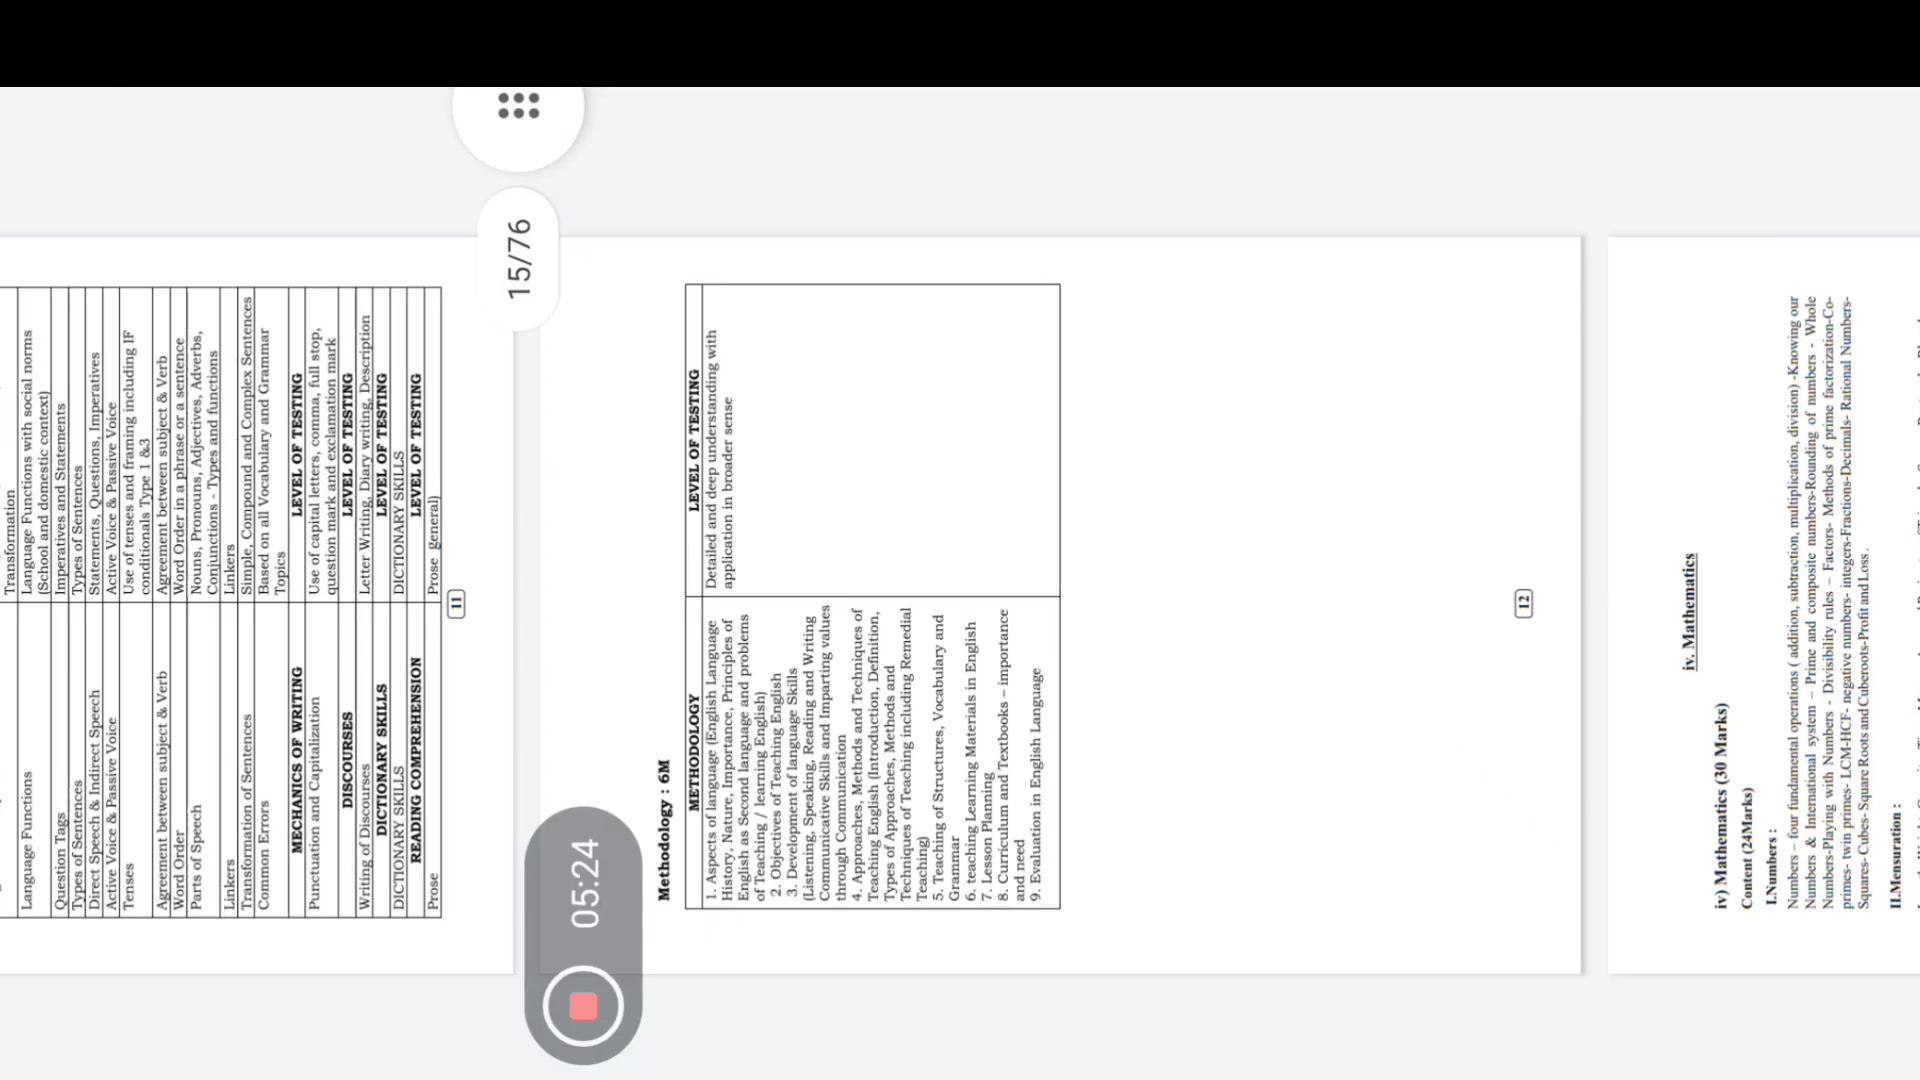 Transformation
Language Functions
Language Functions with social norms
(School and domestic context)
Question Tags
Imperatives and Statements
Types of Sentences
Types of Sentences
Direct Speech & Indirect Speech
Statements, Questions, Imperatives
Active Voice & Passive Voice
Active Voice & Passive Voice
Tenses
Use of tenses and framing including IF
conditionals Type 1 &3
Agreement between subject & Verb
Agreement between subject & Verb
Word Order
Word Order in a phrase or a sentence
Parts of Speech
Nouns, Pronouns, Adjectives, Adverbs,
Conjunctions - Types and functions
Linkers
Linkers
Transformation of Sentences
Simple, Compound and Complex Sentences
Common Errors
Based on all Vocabulary and Grammar
Topics
MECHANICS OF WRITING
LEVEL OF TESTING
Punctuation and Capitalization
Use of capital letters, comma, full stop,
question mark and exclamation mark
DISCOURSES
LEVEL OF TESTING
Writing of Discourses
Letter Writing, Diary writing, Description
DICTIONARY SKILLS
LEVEL OF TESTING
DICTIONARY SKILLS
DICTIONARY SKILLS
READING COMPREHENSION
LEVEL OF TESTING
Prose
Prose general)
11
15/76
05:24
Methodology : 6M
METHODOLOGY
LEVEL OF TESTING
1. Aspects of language (English Language
History, Nature, Importance, Principles of
English as Second language and problems
of Teaching / learning English)
2. Objectives of Teaching English
3. Development of language Skills
(Listening, Speaking, Reading and Writing
Communicative Skills and Imparting values
through Communication
4. Approaches, Methods and Techniques of
Teaching English (Introduction, Definition,
Types of Approaches, Methods and
Techniques of Teaching including Remedial
Teaching)
5. Teaching of Structures, Vocabulary and
Grammar
6. teaching Learning Materials in English
7. Lesson Planning
8. Curriculum and Textbooks – importance
and need
9. Evaluation in English Language
Detailed and deep understanding with
application in broader sense
12
iv. Mathematics
iv) Mathematics (30 Marks)
Content (24Marks)
I.Numbers :
Numbers – four fundamental operations ( addition, subtraction, multiplication, division) -Knowing our
Numbers & International system – Prime and composite numbers-Rounding of numbers - Whole
Numbers-Playing with Numbers - Divisibility rules – Factors- Methods of prime factorization-Co-
primes- twin primes- LCM-HCF- negative numbers- integers-Fractions-Decimals- Rational Numbers-
Squares- Cubes- Square Roots and Cuberoots-Profit and Loss .
II.Mensuration :